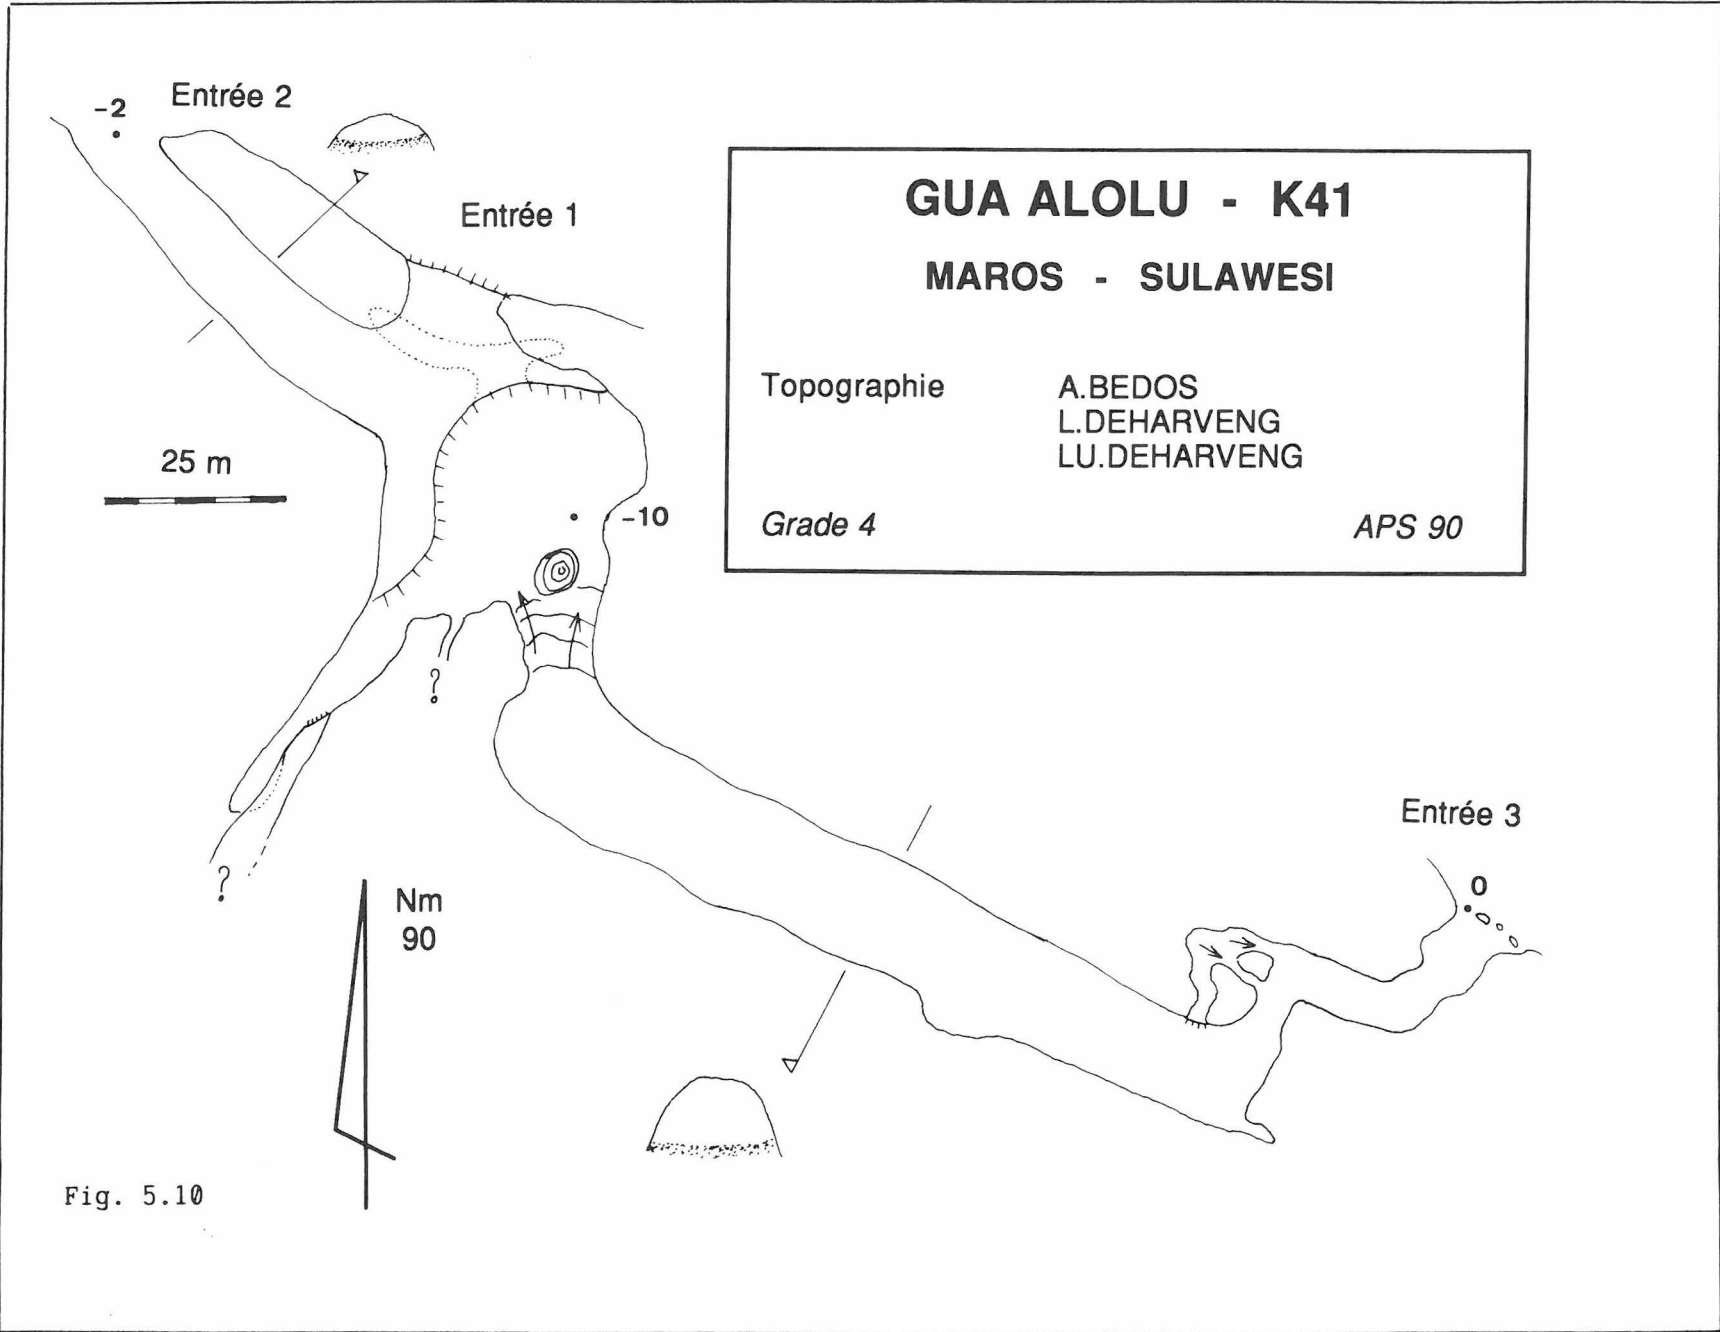 -2
Entrée 2
Entrée 1
GUA ALOLU - K41
MAROS - SULAWESI
Topographie
A.BEDOS
L.DEHARVENG
LU.DEHARVENG
Grade 4
APS 90
25 m
-10
?
?
Nm
90
Entrée 3
0
Fig. 5.10